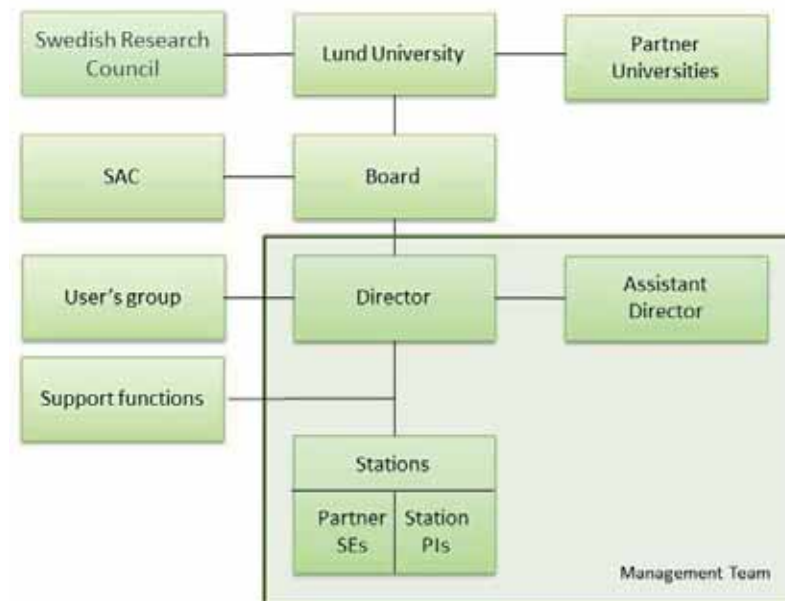 Swedish Research
Council
Lund University
Partner
Universities
SAC
Board
User's group
Director
Assistant
Director
Support functions
Stations
Partner
SEs
Station
PIs
Management Team